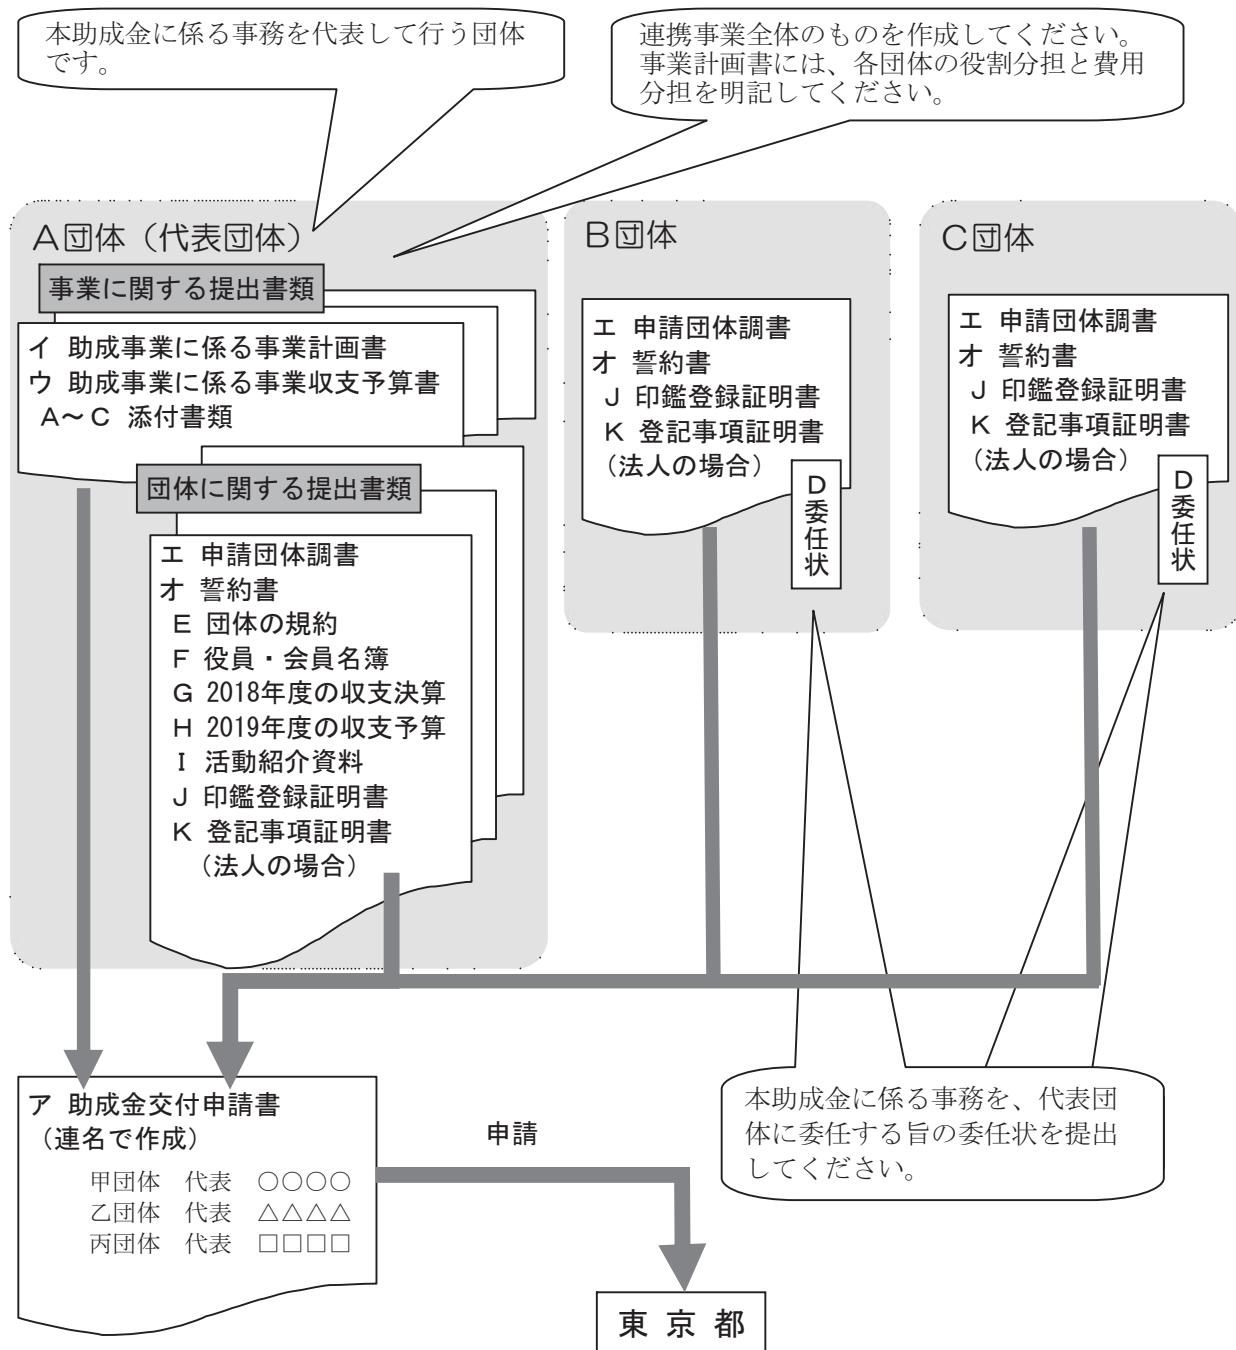 本助成金に係る事務を代表して行う団体
です。
連携事業全体のものを作成してください。
事業計画書には、各団体の役割分担と費用
分担を明記してください。
A団体（代表団体）
事業に関する提出書類
イ 助成事業に係る事業計画書
ウ 助成事業に係る事業収支予算書
A～C 添付書類
団体に関する提出書類
エ 申請団体調書
オ 誓約書
E 団体の規約
F 役員・会員名簿
G 2018年度の収支決算
H 2019年度の収支予算
I 活動紹介資料
J 印鑑登録証明書
K 登記事項証明書
（法人の場合）
B団体
エ 申請団体調書
オ 誓約書
J 印鑑登録証明書
K 登記事項証明書
（法人の場合）
D委任状
C団体
エ 申請団体調書
オ 誓約書
J 印鑑登録証明書
K 登記事項証明書
（法人の場合）
D委任状
本助成金に係る事務を、代表団
体に委任する旨の委任状を提出
してください。
ア 助成金交付申請書
（連名で作成）
甲団体 代表 ○○○○
乙団体 代表 △△△△
丙団体 代表 □□□□
申請
東 京 都